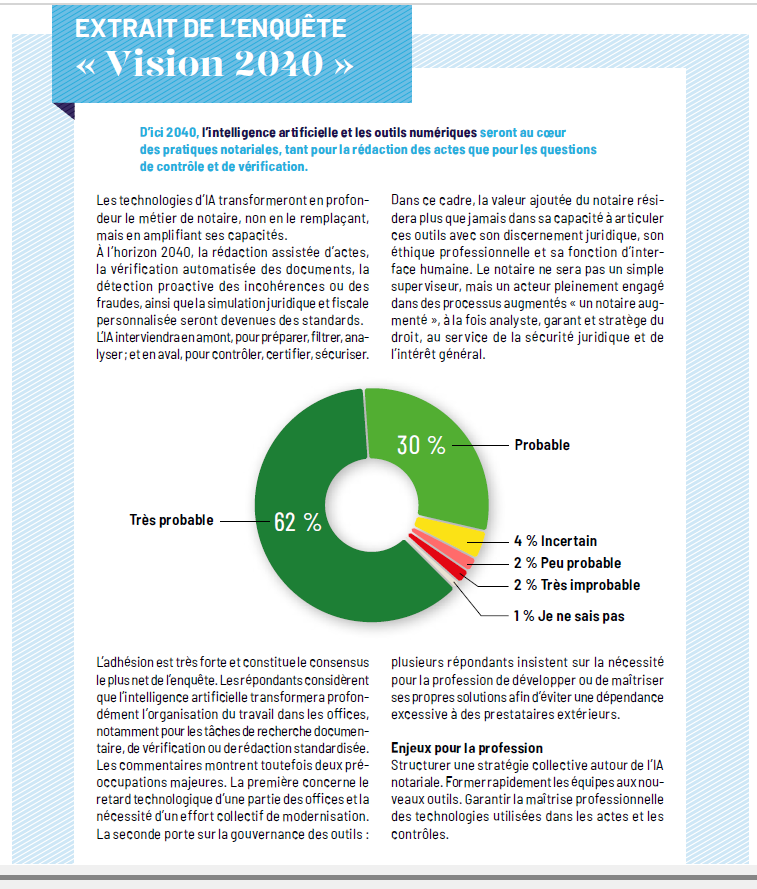 EXTRAIT DE L'ENQUÊTE
« Vision 2040 »
D'ici 2040, l'intelligence artificielle et les outils numériques seront au cœur
des pratiques notariales, tant pour la rédaction des actes que pour les questions
de contrôle et de vérification.
Les technologies d'IA transformeront en profon-
deur le métier de notaire, non en le remplaçant,
mais en amplifiant ses capacités.
À l'horizon 2040, la rédaction assistée d'actes,
la vérification automatisée des documents, la
détection proactive des incohérences ou des
fraudes, ainsi que la simulation juridique et fiscale
personnalisée seront devenues des standards.
L'IA interviendra en amont, pour préparer, filtrer, ana-
lyser ; et en aval, pour contrôler, certifier, sécuriser.
Dans ce cadre, la valeur ajoutée du notaire rési-
dera plus que jamais dans sa capacité à articuler
ces outils avec son discernement juridique, son
éthique professionnelle et sa fonction d'inter-
face humaine. Le notaire ne sera pas un simple
superviseur, mais un acteur pleinement engagé
dans des processus augmentés « un notaire aug-
menté », à la fois analyste, garant et stratège du
droit, au service de la sécurité juridique et de
l'intérêt général.
30 %
Probable
Très probable
62 %
4 % Incertain
2 % Peu probable
2 % Très improbable
1 % Je ne sais pas
L'adhésion est très forte et constitue le consensus
le plus net de l'enquête. Les répondants considèrent
que l'intelligence artificielle transformera profon-
dément l'organisation du travail dans les offices,
notamment pour les tâches de recherche documen-
taire, de vérification ou de rédaction standardisée.
Les commentaires montrent toutefois deux pré-
occupations majeures. La première concerne le
retard technologique d'une partie des offices et la
nécessité d'un effort collectif de modernisation.
La seconde porte sur la gouvernance des outils :
plusieurs répondants insistent sur la nécessité
pour la profession de développer ou de maîtriser
ses propres solutions afin d'éviter une dépendance
excessive à des prestataires extérieurs.
Enjeux pour la profession
Structurer une stratégie collective autour de l'IA
notariale. Former rapidement les équipes aux nou-
veaux outils. Garantir la maîtrise professionnelle
des technologies utilisées dans les actes et les
contrôles.